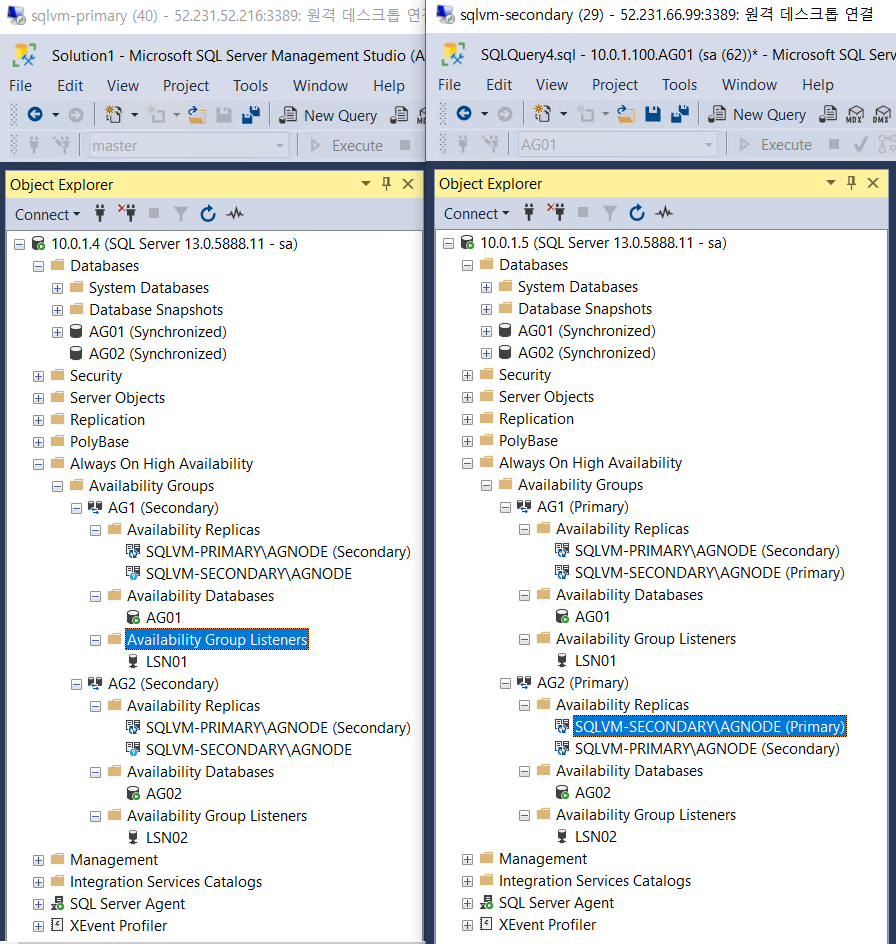 sqlvm-primary (40) - 52.231.52.216:3389: 원격 데스크톱 연결
Solution1 - Microsoft SQL Server Management Studio (A
File Edit View Project Tools Window Help
New Query
master Execute
Object Explorer
Connect
10.0.1.4 (SQL Server 13.0.5888.11 - sa)
Databases
System Databases
Database Snapshots
AG01 (Synchronized)
AG02 (Synchronized)
Security
Server Objects
Replication
PolyBase
Always On High Availability
Availability Groups
AG1 (Secondary)
Availability Replicas
SQLVM-PRIMARY\AGNODE (Secondary)
SQLVM-SECONDARY\AGNODE
Availability Databases
AG01
Availability Group Listeners
LSN01
AG2 (Secondary)
Availability Replicas
SQLVM-PRIMARY\AGNODE (Secondary)
SQLVM-SECONDARY\AGNODE
Availability Databases
AG02
Availability Group Listeners
LSN02
Management
Integration Services Catalogs
SQL Server Agent
XEvent Profiler
sqlvm-secondary (29) - 52.231.66.99:3389: 원격 데스크톱 연결
SQLQuery4.sql - 10.0.1.100.AG01 (sa (62))* - Microsoft SQL Serv
File Edit View Project Tools Window Help
New Query MDX DMX
AG01 Execute
Object Explorer
Connect
10.0.1.5 (SQL Server 13.0.5888.11 - sa)
Databases
System Databases
Database Snapshots
AG01 (Synchronized)
AG02 (Synchronized)
Security
Server Objects
Replication
PolyBase
Always On High Availability
Availability Groups
AG1 (Primary)
Availability Replicas
SQLVM-PRIMARY\AGNODE (Secondary)
SQLVM-SECONDARY\AGNODE (Primary)
Availability Databases
AG01
Availability Group Listeners
LSN01
AG2 (Primary)
Availability Replicas
SQLVM-SECONDARY\AGNODE (Primary)
SQLVM-PRIMARY\AGNODE (Secondary)
Availability Databases
AG02
Availability Group Listeners
LSN02
Management
Integration Services Catalogs
SQL Server Agent
XEvent Profiler